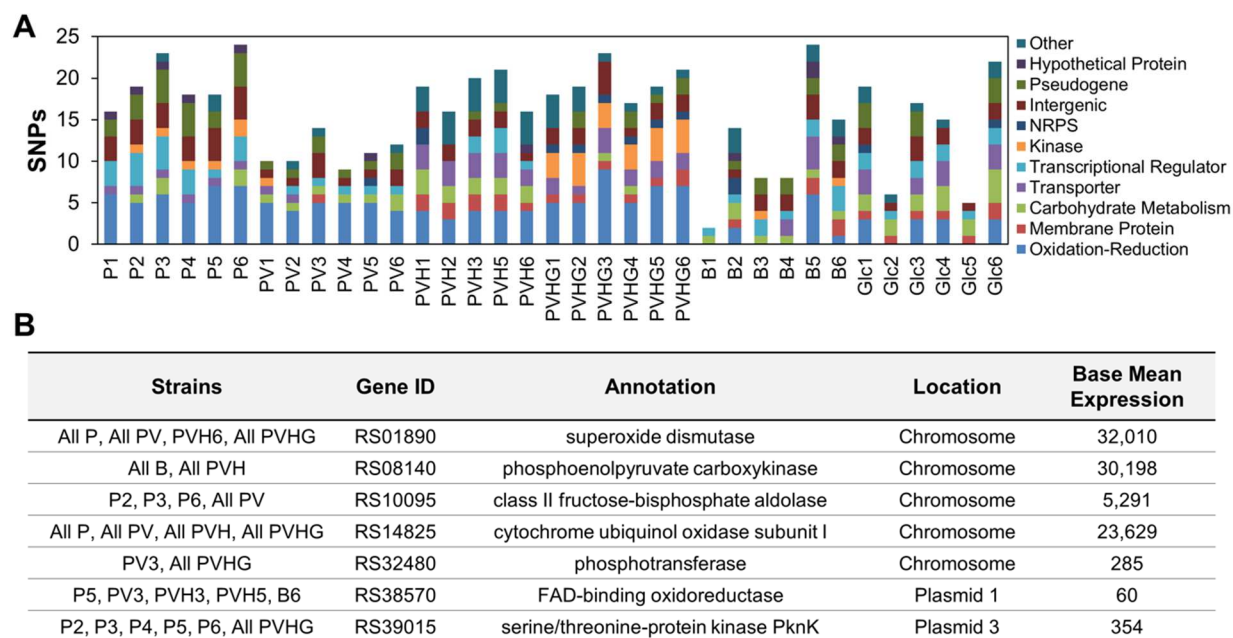 A
25
20
15
10
5
0
SNPs
P1 P2 P3 P4 P5 P6 PV1 PV2 PV3 PV4 PV5 PV6 PVH1 PVH2 PVH3 PVH5 PVH6 PVHG1 PVHG2 PVHG3 PVHG4 PVHG5 PVHG6 B1 B2 B3 B4 B5 B6 Glc1 Glc2 Glc3 Glc4 Glc5 Glc6
Other
Hypothetical Protein
Pseudogene
Intergenic
NRPS
Kinase
Transcriptional Regulator
Transporter
Carbohydrate Metabolism
Membrane Protein
Oxidation-Reduction
B
Strains Gene ID Annotation Location Base Mean
Expression
All P, All PV, PVH6, All PVHG RS01890 superoxide dismutase Chromosome 32,010
All B, All PVH RS08140 phosphoenolpyruvate carboxykinase Chromosome 30,198
P2, P3, P6, All PV RS10095 class II fructose-bisphosphate aldolase Chromosome 5,291
All P, All PV, All PVH, All PVHG RS14825 cytochrome ubiquinol oxidase subunit I Chromosome 23,629
PV3, All PVHG RS32480 phosphotransferase Chromosome 285
P5, PV3, PVH3, PVH5, B6 RS38570 FAD-binding oxidoreductase Plasmid 1 60
P2, P3, P4, P5, P6, All PVHG RS39015 serine/threonine-protein kinase PknK Plasmid 3 354